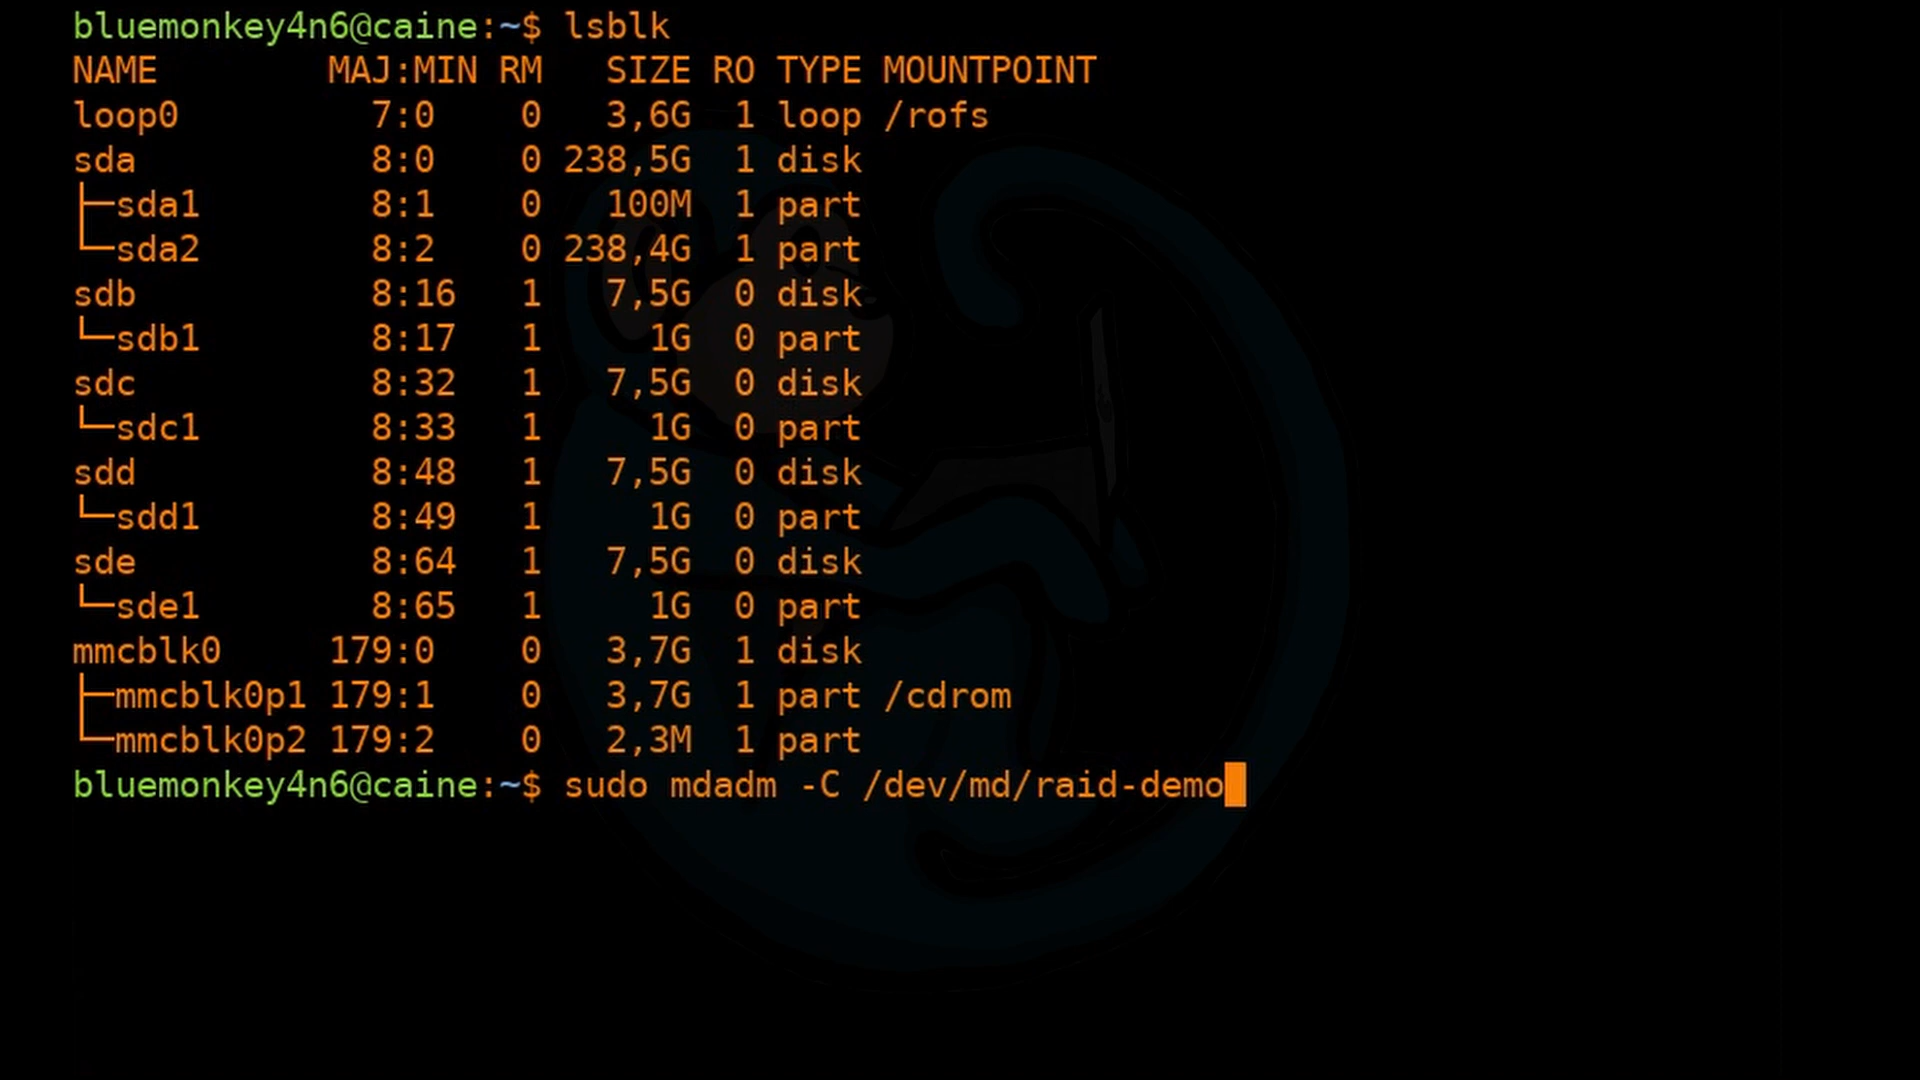 bluemonkey4n6@caine:~$ lsblk
NAME        MAJ:MIN RM   SIZE RO TYPE MOUNTPOINT
loop0         7:0    0   3,6G  1 loop /rofs
sda           8:0    0 238,5G  1 disk
├─sda1        8:1    0   100M  1 part
└─sda2        8:2    0 238,4G  1 part
sdb           8:16   1   7,5G  0 disk
└─sdb1        8:17   1     1G  0 part
sdc           8:32   1   7,5G  0 disk
└─sdc1        8:33   1     1G  0 part
sdd           8:48   1   7,5G  0 disk
└─sdd1        8:49   1     1G  0 part
sde           8:64   1   7,5G  0 disk
└─sde1        8:65   1     1G  0 part
mmcblk0     179:0    0   3,7G  1 disk
├─mmcblk0p1 179:1    0   3,7G  1 part /cdrom
└─mmcblk0p2 179:2    0   2,3M  1 part
bluemonkey4n6@caine:~$ sudo mdadm -C /dev/md/raid-demo